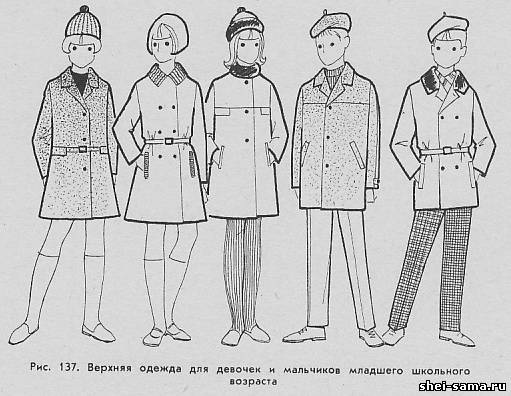 Рис. 137. Верхняя одежда для девочек и мальчиков младшего школьного
возраста
shei-sama.ru